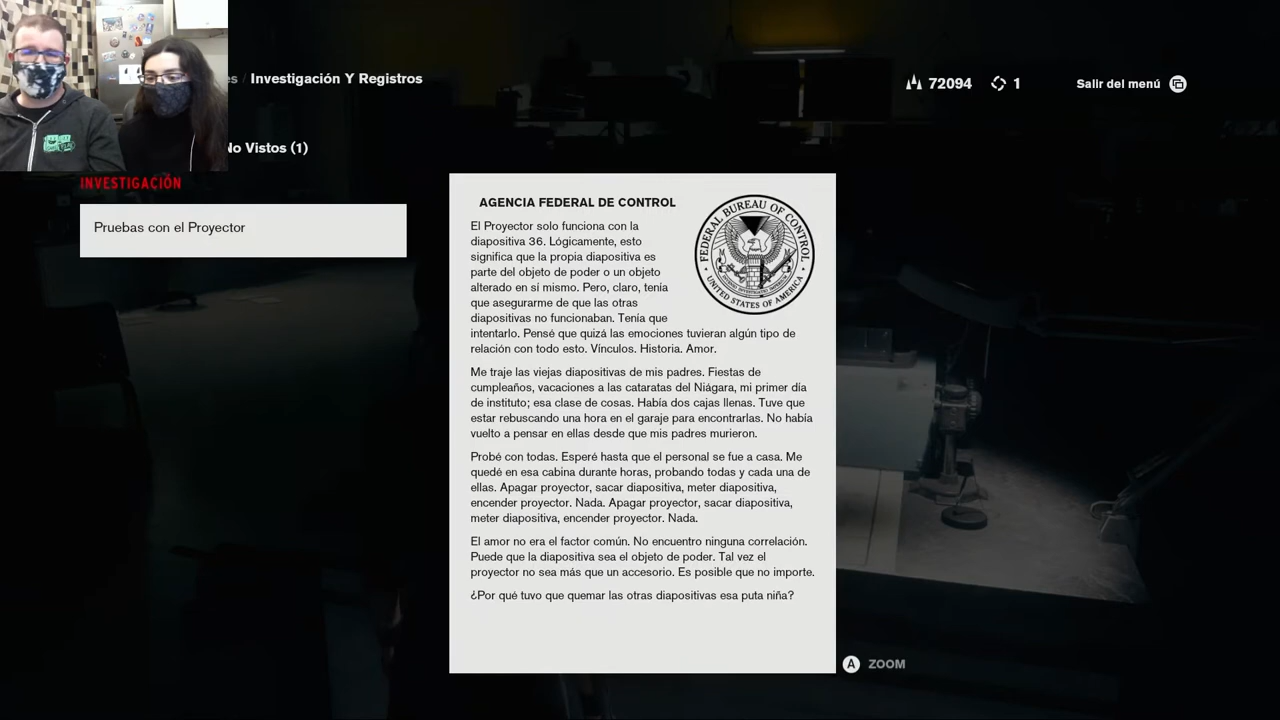 es / Investigación Y Registros
72094
1
Salir del menú
No Vistos (1)
INVESTIGACIÓN
Pruebas con el Proyector
AGENCIA FEDERAL DE CONTROL
FEDERAL BUREAU OF CONTROL
UNITED STATES OF AMERICA
El Proyector solo funciona con la
diapositiva 36. Lógicamente, esto
significa que la propia diapositiva es
parte del objeto de poder o un objeto
alterado en sí mismo. Pero, claro, tenía
que asegurarme de que las otras
diapositivas no funcionaban. Tenía que
intentarlo. Pensé que quizá las emociones tuvieran algún tipo de
relación con todo esto. Vínculos. Historia. Amor.
Me traje las viejas diapositivas de mis padres. Fiestas de
cumpleaños, vacaciones a las cataratas del Niágara, mi primer día
de instituto; esa clase de cosas. Había dos cajas llenas. Tuve que
estar rebuscando una hora en el garaje para encontrarlas. No había
vuelto a pensar en ellas desde que mis padres murieron.
Probé con todas. Esperé hasta que el personal se fue a casa. Me
quedé en esa cabina durante horas, probando todas y cada una de
ellas. Apagar proyector, sacar diapositiva, meter diapositiva,
encender proyector. Nada. Apagar proyector, sacar diapositiva,
meter diapositiva, encender proyector. Nada.
El amor no era el factor común. No encuentro ninguna correlación.
Puede que la diapositiva sea el objeto de poder. Tal vez el
proyector no sea más que un accesorio. Es posible que no importe.
¿Por qué tuvo que quemar las otras diapositivas esa puta niña?
A ZOOM